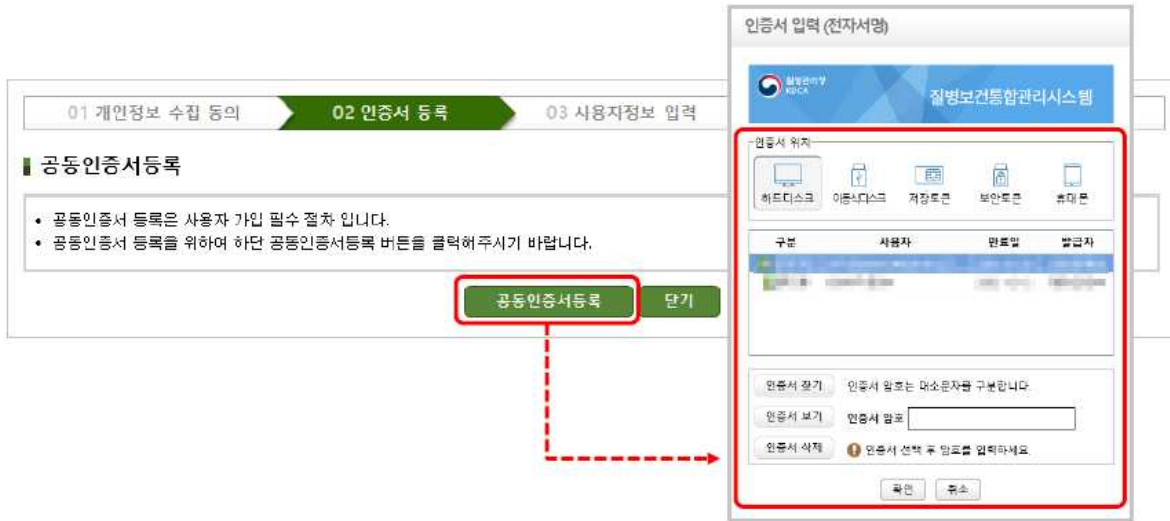 인증서 입력 (전자서명)
질병관리청
KDCA
질병보건통합관리시스템
01 개인정보 수집 동의
02 인증서 등록
03 사용자정보 입력
공동인증서등록
• 공동인증서 등록은 사용자 가입 필수 절차 입니다.
• 공동인증서 등록을 위하여 하단 공동인증서등록 버튼을 클릭해주시기 바랍니다.
공동인증서등록
닫기
인증서 위치
하드디스크
이동식디스크
저장토큰
보안토큰
휴대폰
구분
사용자
만료일
발급자
인증서 찾기
인증서 암호는 대소문자를 구분합니다.
인증서 보기
인증서 암호
인증서 삭제
인증서 선택 후 암호를 입력하세요
확인
취소